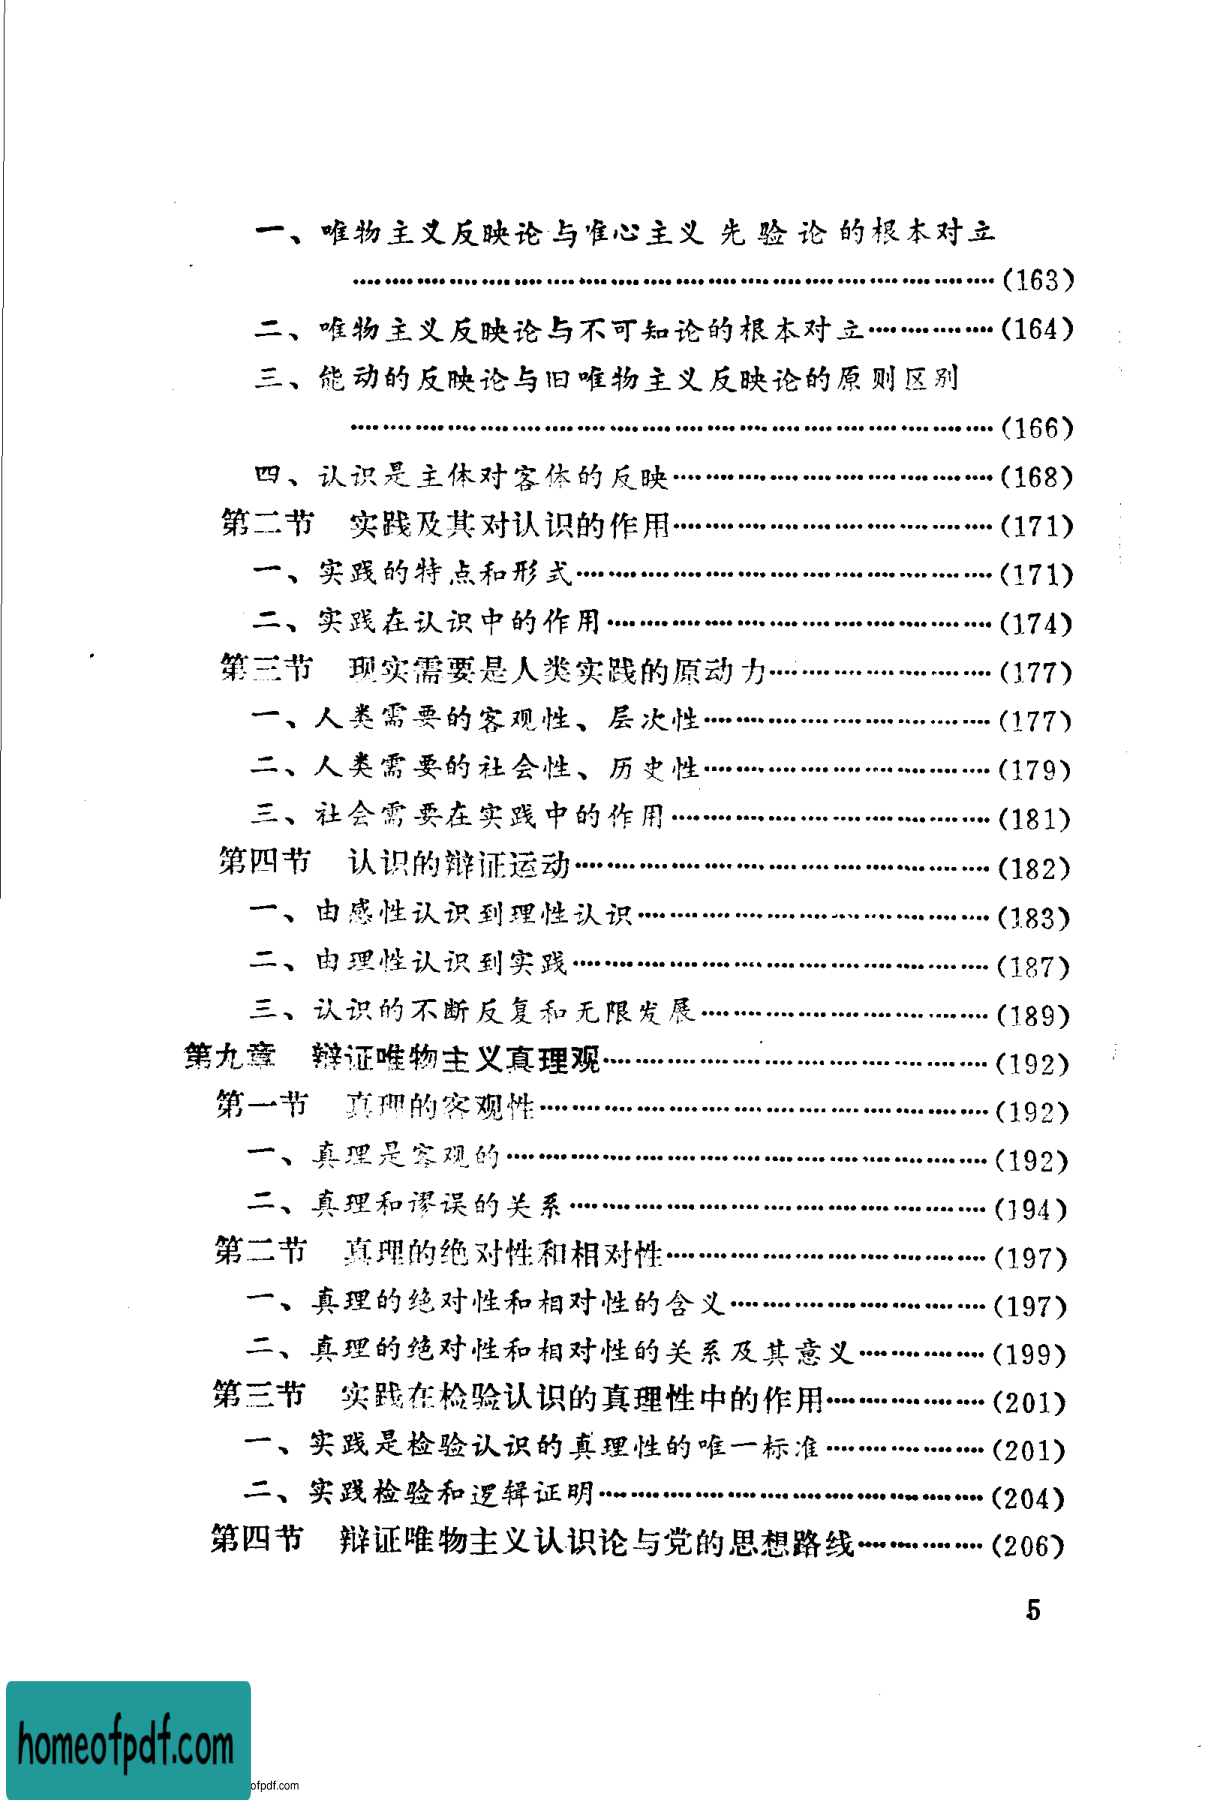 一、唯物主义反映论与唯心主义先验论的根本对立
……………………………………………………(163)
二、唯物主义反映论与不可知论的根本对立…………(164)
三、能动的反映论与旧唯物主义反映论的原则区别
……………………………………………………(166)
四、认识是主体对客体的反映…………………………(168)
第二节　实践及其对认识的作用…………………………(171)
一、实践的特点和形式…………………………………(171)
二、实践在认识中的作用………………………………(174)
第三节　现实需要是人类实践的原动力…………………(177)
一、人类需要的客观性、层次性………………………(177)
二、人类需要的社会性、历史性………………………(179)
三、社会需要在实践中的作用…………………………(181)
第四节　认识的辩证运动…………………………………(182)
一、由感性认识到理性认识……………………………(183)
二、由理性认识到实践…………………………………(187)
三、认识的不断反复和无限发展………………………(189)
第九章　辩证唯物主义真理观………………………………(192)
第一节　真理的客观性……………………………………(192)
一、真理是客观的………………………………………(192)
二、真理和谬误的关系…………………………………(194)
第二节　真理的绝对性和相对性…………………………(197)
一、真理的绝对性和相对性的含义……………………(197)
二、真理的绝对性和相对性的关系及其意义…………(199)
第三节　实践在检验认识的真理性中的作用……………(201)
一、实践是检验认识的真理性的唯一标准……………(201)
二、实践检验和逻辑证明………………………………(204)
第四节　辩证唯物主义认识论与党的思想路线…………(206)
5
homeofpdf.com
ofpdf.com